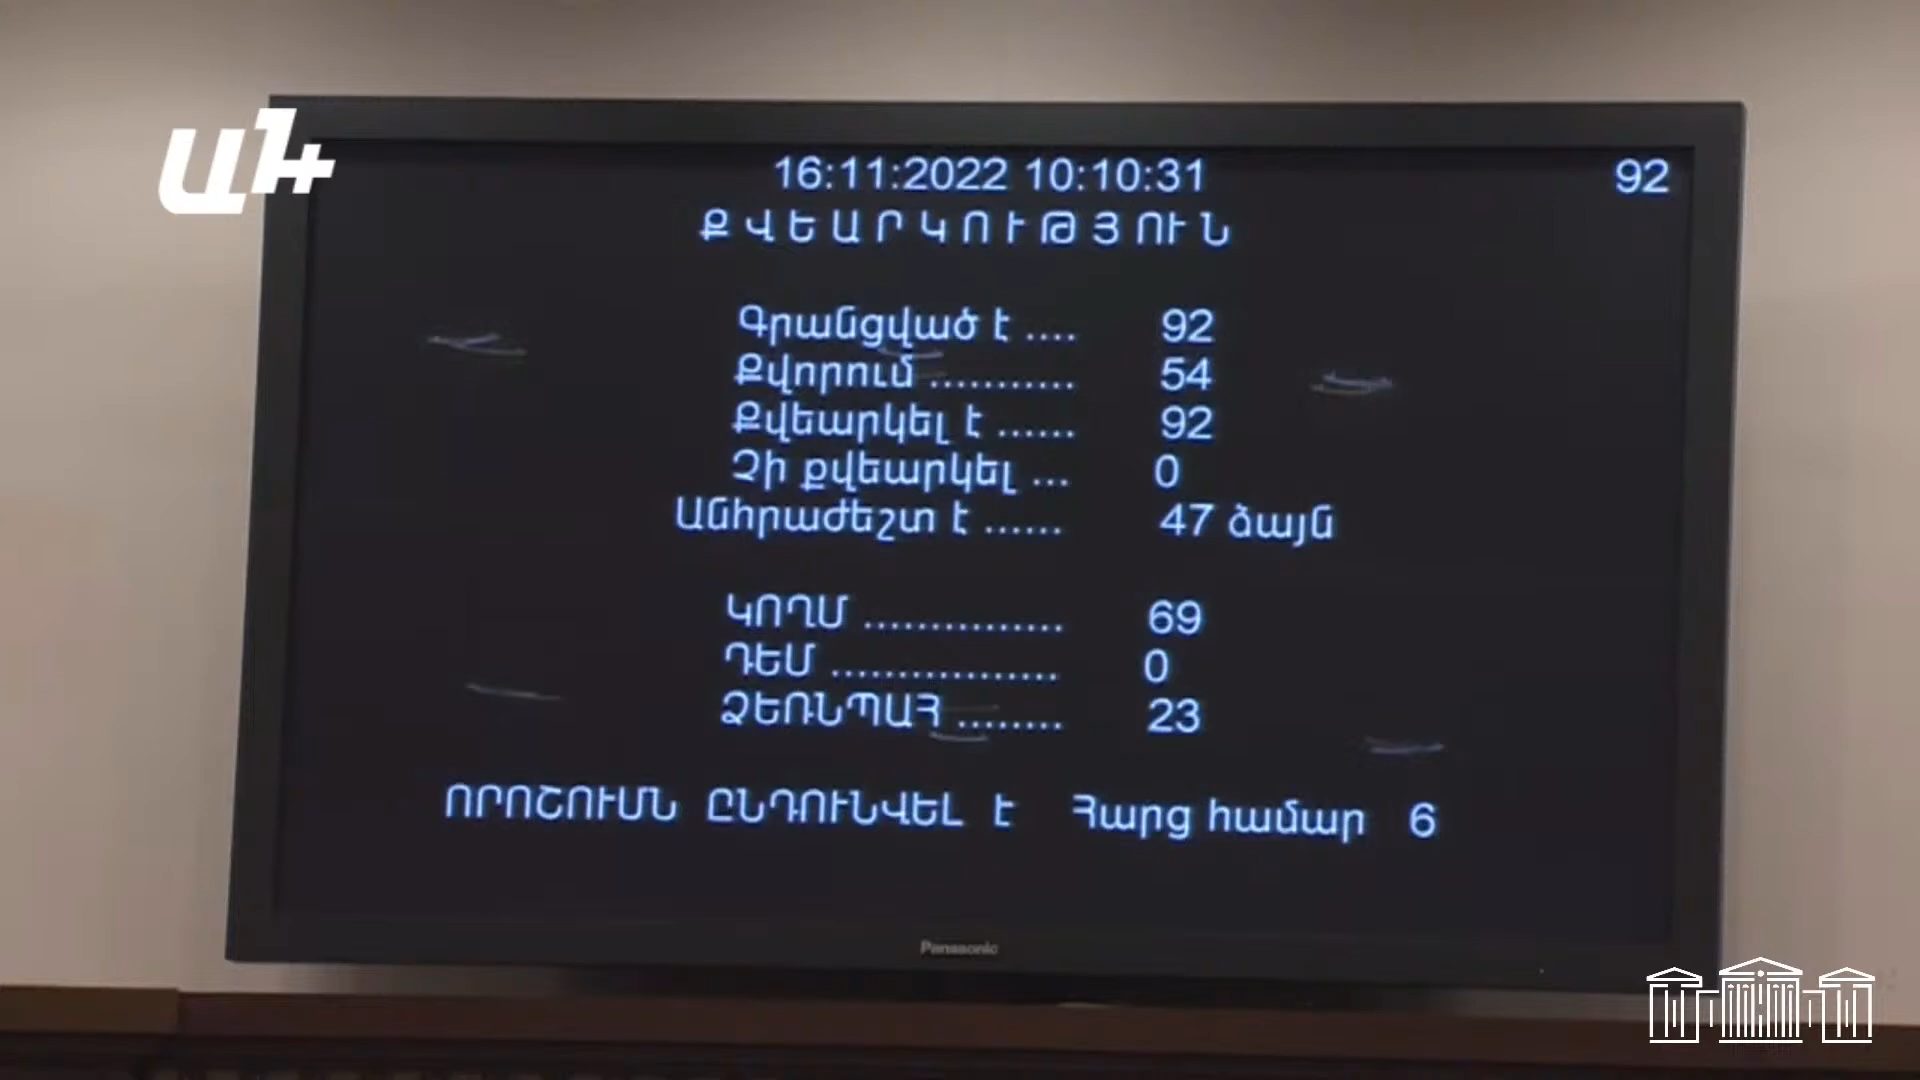 ան+
16:11:2022 10:10:31 92
ՔՎԵԱՐԿՈՒԹՅՈՒՆ
Գրանցված է .... 92
Քվորում ........... 54
Քվեարկել է ...... 92
Չի քվեարկել ... 0
Անհրաժեշտ է ...... 47 ձայն
ԿՈՂՄ ............... 69
ԴԵՄ ................. 0
ՁԵՌՆՊԱՀ ........ 23
ՈՐՈՇՈՒՄՆ ԸՆԴՈՒՆՎԵԼ է Հարց համար 6
Panasonic